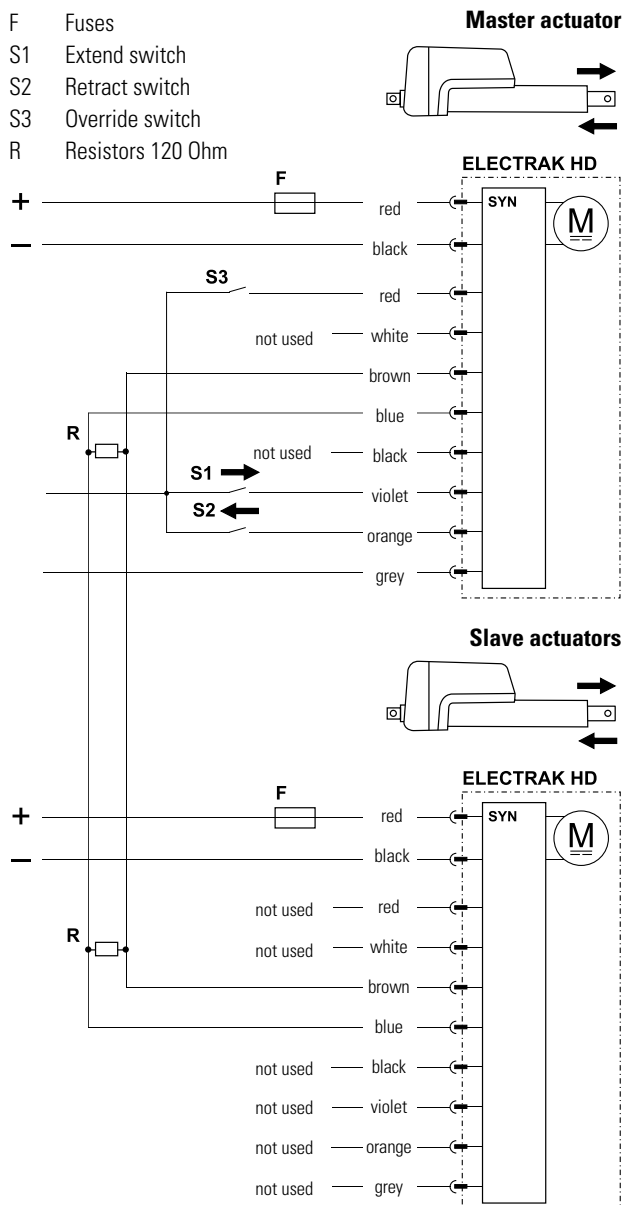 F Fuses
S1 Extend switch
S2 Retract switch
S3 Override switch
R Resistors 120 Ohm
Master actuator
ELECTRAK HD
F
+ red SYN M
− black
S3
red
not used white
brown
blue
R
not used black
S1
violet
S2
orange
grey
Slave actuators
ELECTRAK HD
F
+ red SYN M
− black
not used red
R
not used white
brown
blue
not used black
not used violet
not used orange
not used grey